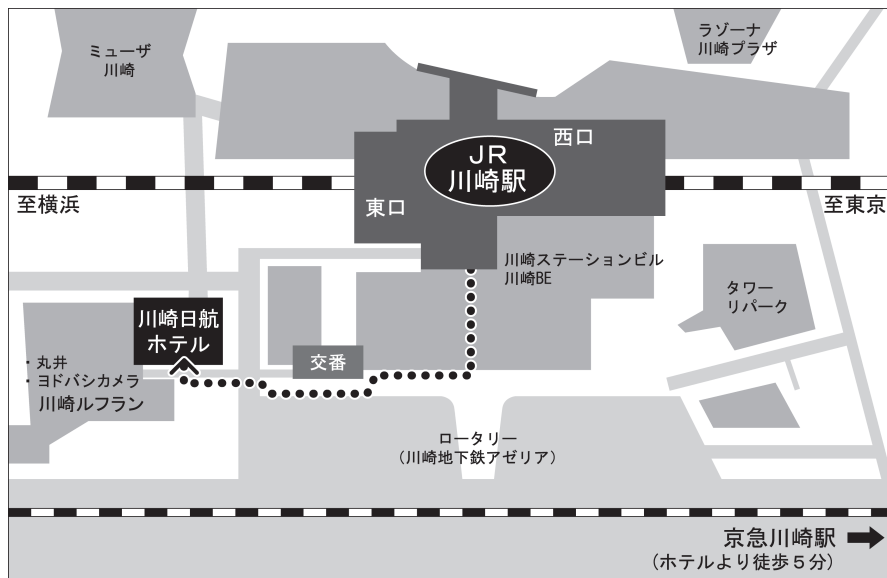 ミューザ
川崎
ラゾーナ
川崎プラザ
西口
JR
川崎駅
東口
至横浜
至東京
川崎ステーションビル
川崎BE
タワー
リパーク
川崎日航
ホテル
交番
・丸井
・ヨドバシカメラ
川崎ルフラン
ロータリー
(川崎地下鉄アゼリア)
京急川崎駅
(ホテルより徒歩5分)